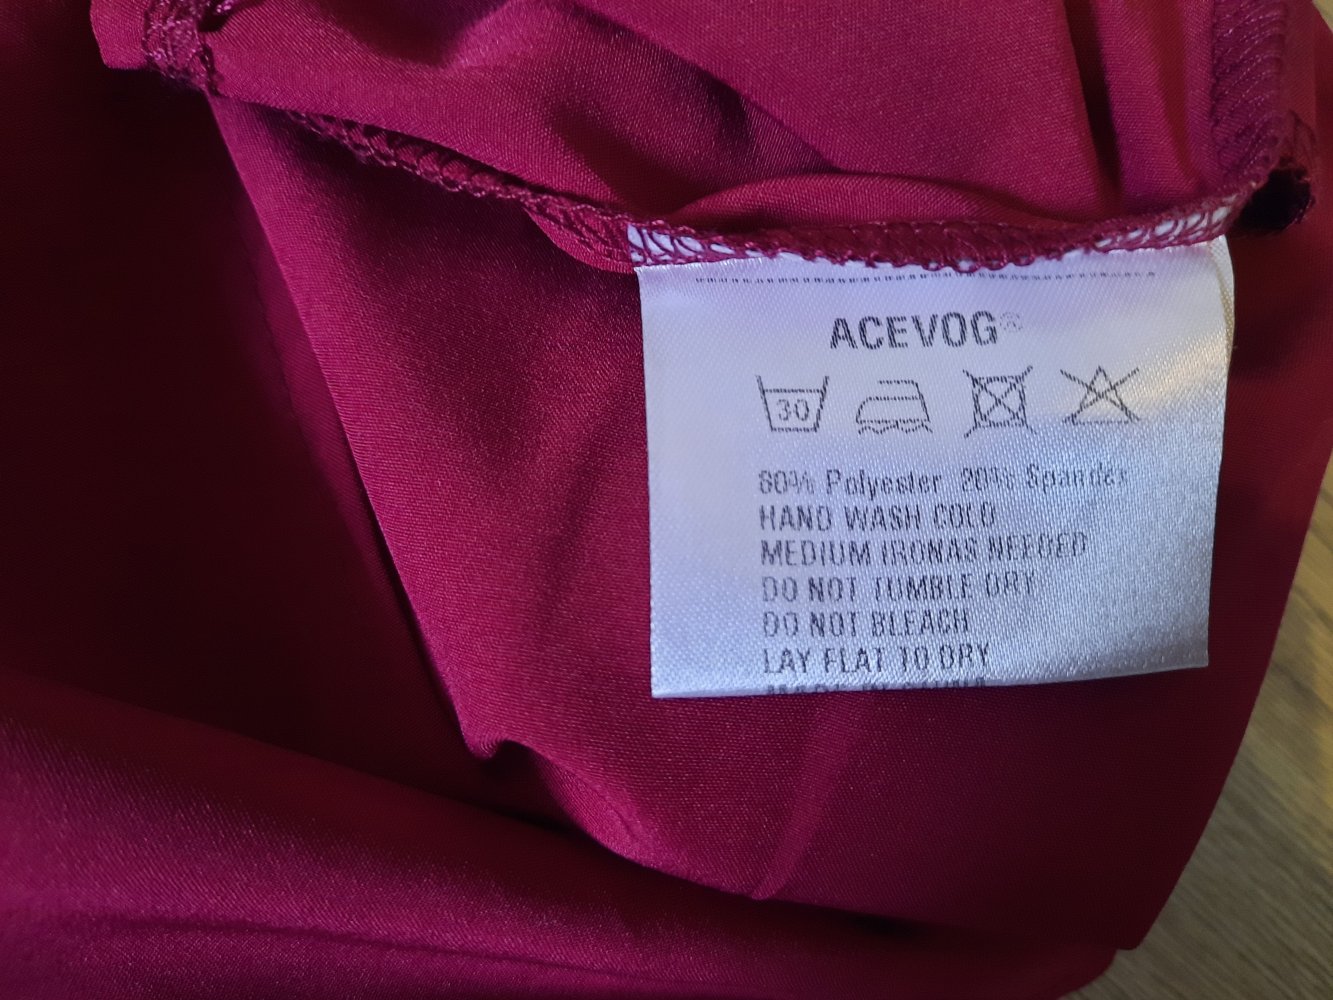 ACEVOG®
30
80% Polyester 20% Spandex
HAND WASH COLD
MEDIUM IRONAS NEEDED
DO NOT TUMBLE DRY
DO NOT BLEACH
LAY FLAT TO DRY